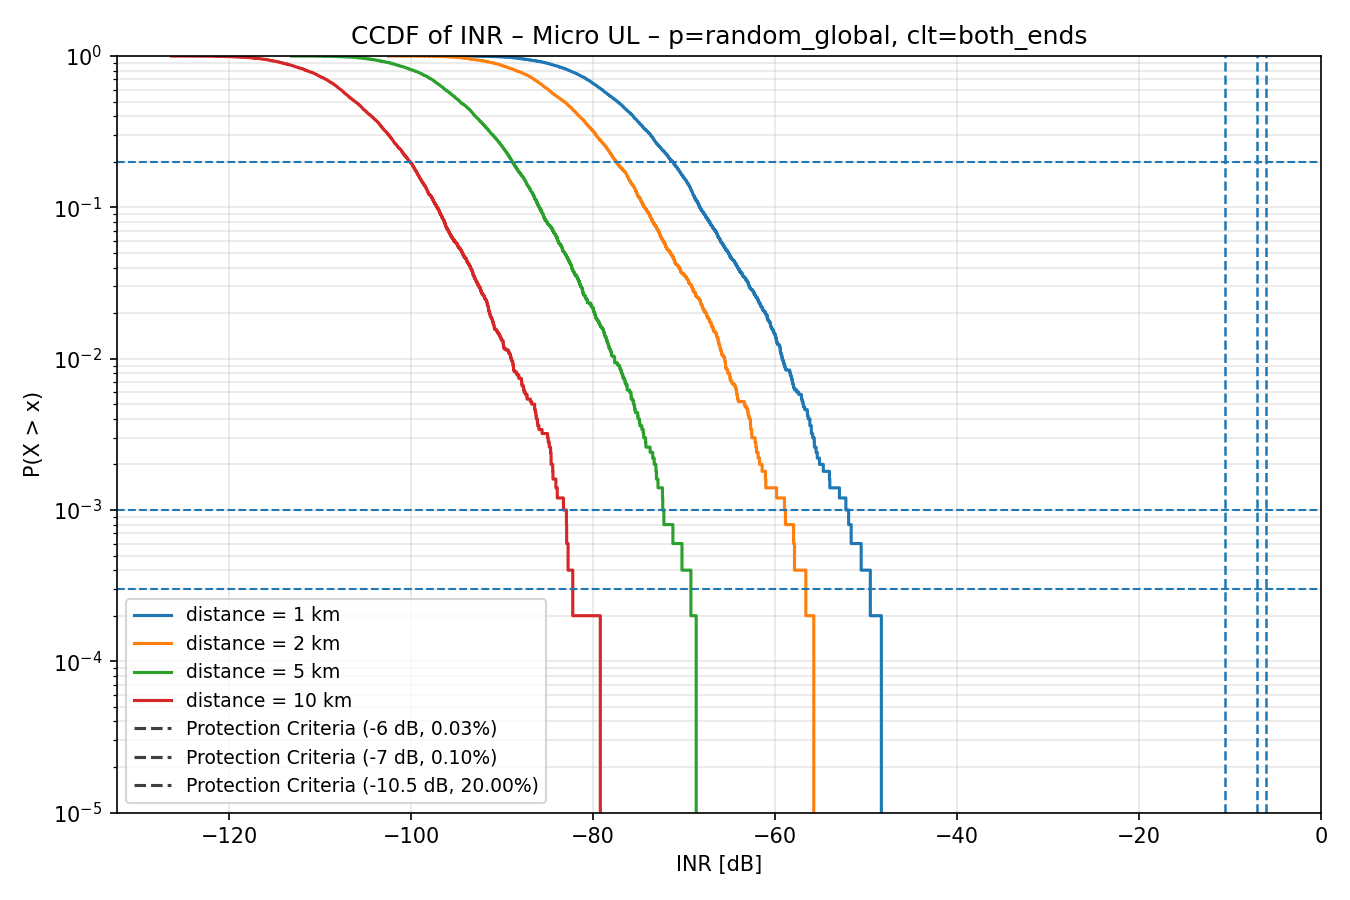 CCDF of INR – Micro UL – p=random_global, clt=both_ends
10^0
10^-1
10^-2
10^-3
10^-4
10^-5
P(X > x)
distance = 1 km
distance = 2 km
distance = 5 km
distance = 10 km
Protection Criteria (-6 dB, 0.03%)
Protection Criteria (-7 dB, 0.10%)
Protection Criteria (-10.5 dB, 20.00%)
−120 −100 −80 −60 −40 −20 0
INR [dB]